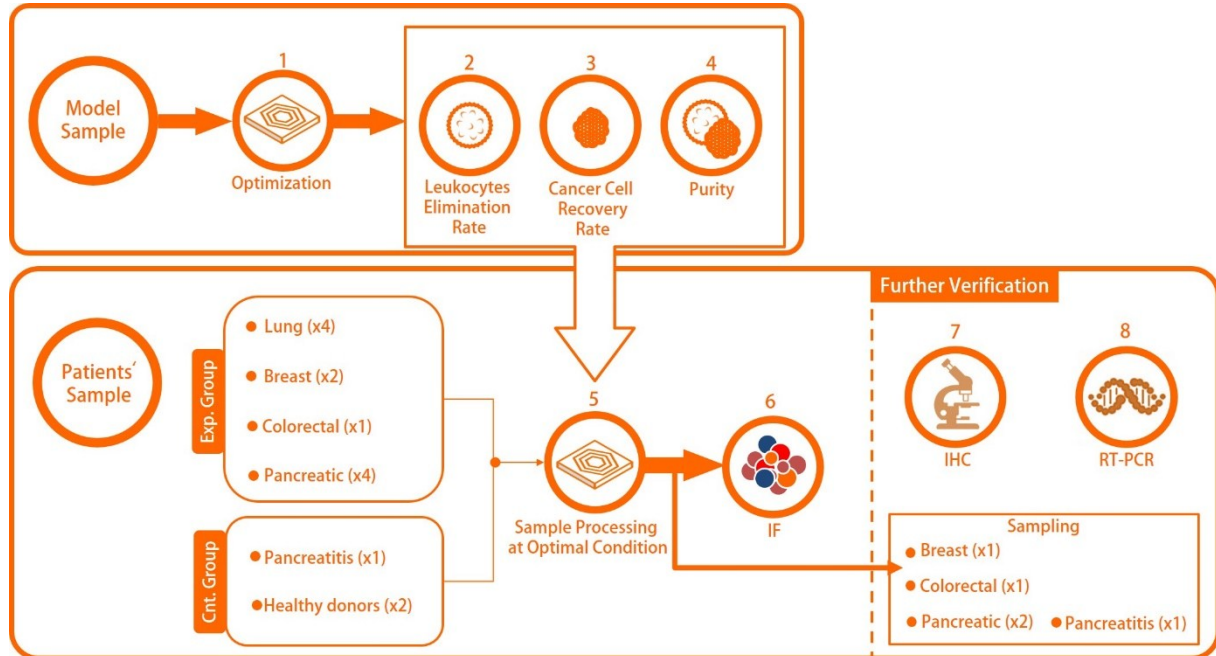 Model
Sample
1
Optimization
2
Leukocytes
Elimination
Rate
3
Cancer Cell
Recovery
Rate
4
Purity
Patients‘
Sample
Exp. Group
Lung (x4)
Breast (x2)
Colorectal (x1)
Pancreatic (x4)
Cnt. Group
Pancreatitis (x1)
Healthy donors (x2)
5
Sample Processing
at Optimal Condition
6
IF
Further Verification
7
IHC
8
RT-PCR
Sampling
Breast (x1)
Colorectal (x1)
Pancreatic (x2) Pancreatitis (x1)